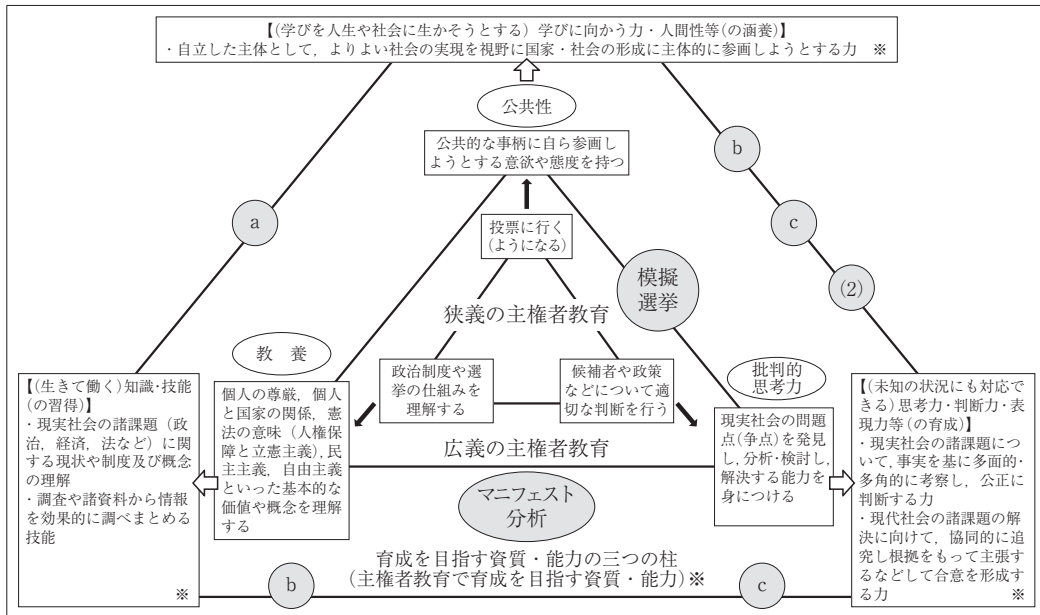 【(学びを人生や社会に生かそうとする) 学びに向かう力・人間性等(の涵養)】
・自立した主体として，よりよい社会の実現を視野に国家・社会の形成に主体的に参画しようとする力　※
公共性
公共的な事柄に自ら参画し
ようとする意欲や態度を持つ
b
a
投票に行く
(ようになる)
c
模擬
選挙
(2)
狭義の主権者教育
教　養
政治制度や選
挙の仕組みを
理解する
候補者や政策
などについて適
切な判断を行う
批判的
思考力
【(生きて働く)知識・技能
(の習得)】
・現実社会の諸課題（政
治，経済，法など）に関
する現状や制度及び概念
の理解
・調査や諸資料から情報
を効果的に調べまとめる
技能
※
個人の尊厳，個人
と国家の関係，憲
法の意味（人権保
障と立憲主義），民
主主義，自由主義
といった基本的な
価値や概念を理解
する
広義の主権者教育
現実社会の問題
点(争点)を発見
し，分析・検討し，
解決する能力を
身につける
【(未知の状況にも対応でき
る)思考力・判断力・表
現力等(の育成)】
・現実社会の諸課題につ
いて，事実を基に多面的・
多角的に考察し，公正に
判断する力
・現代社会の諸課題の解
決に向けて，協同的に追
究し根拠をもって主張す
るなどして合意を形成す
る力　※
マニフェスト
分析
育成を目指す資質・能力の三つの柱
(主権者教育で育成を目指す資質・能力)※
b
c